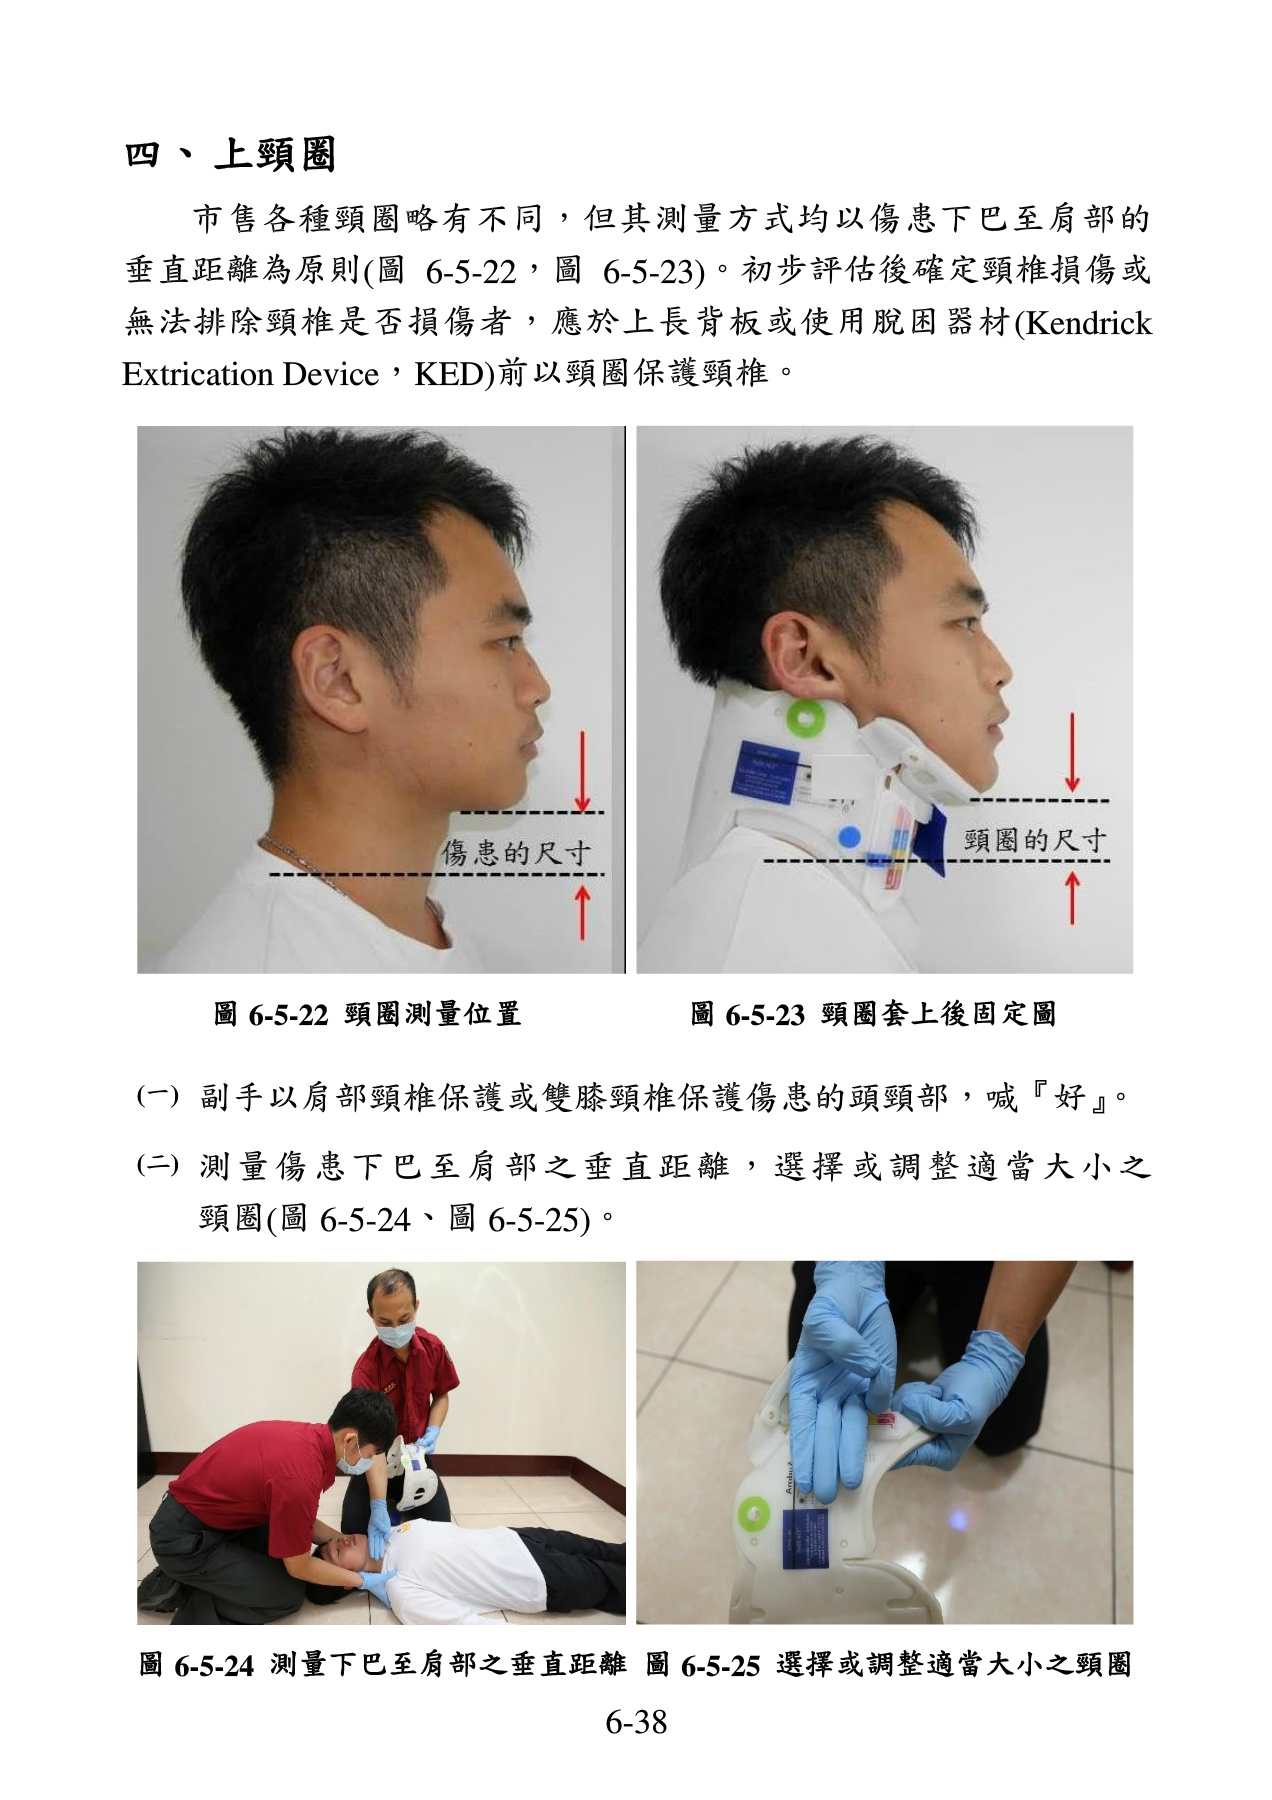 四、上頸圈
市售各種頸圈略有不同，但其測量方式均以傷患下巴至肩部的
垂直距離為原則(圖 6-5-22，圖 6-5-23)。初步評估後確定頸椎損傷或
無法排除頸椎是否損傷者，應於上長背板或使用脫困器材(Kendrick
Extrication Device，KED)前以頸圈保護頸椎。
傷患的尺寸
頸圈的尺寸
圖 6-5-22 頸圈測量位置
圖 6-5-23 頸圈套上後固定圖
(一) 副手以肩部頸椎保護或雙膝頸椎保護傷患的頭頸部，喊『好』。
(二) 測量傷患下巴至肩部之垂直距離，選擇或調整適當大小之
頸圈(圖 6-5-24、圖 6-5-25)。
圖 6-5-24 測量下巴至肩部之垂直距離
圖 6-5-25 選擇或調整適當大小之頸圈
6-38